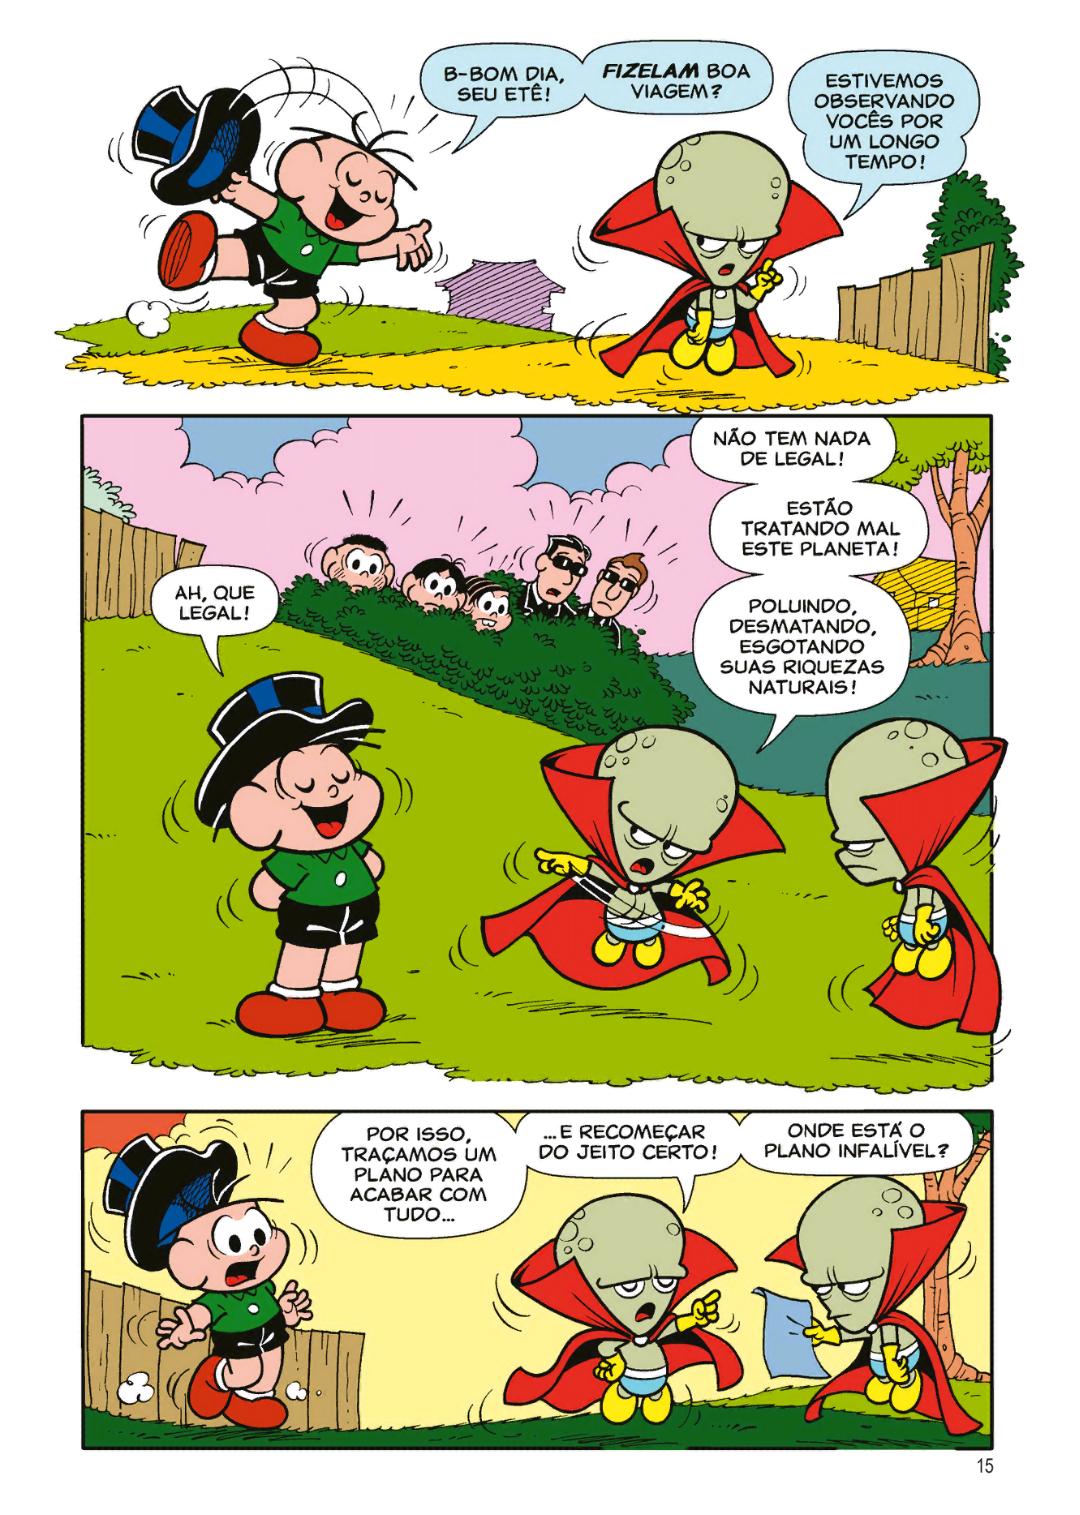 B-BOM DIA,
SEU ETÊ!
FIZELAM BOA
VIAGEM?
ESTIVEMOS
OBSERVANDO
VOCÊS POR
UM LONGO
TEMPO!
AH, QUE
LEGAL!
NÃO TEM NADA
DE LEGAL!
ESTÃO
TRATANDO MAL
ESTE PLANETA!
POLUINDO,
DESMATANDO,
ESGOTANDO
SUAS RIQUEZAS
NATURAIS!
POR ISSO,
TRAÇAMOS UM
PLANO PARA
ACABAR COM
TUDO...
...E RECOMEÇAR
DO JEITO CERTO!
ONDE ESTÁ O
PLANO INFALÍVEL?
15